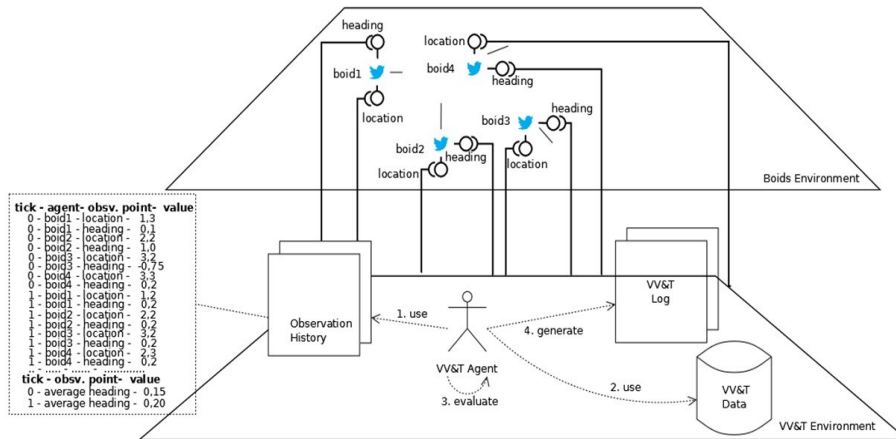 heading
location
boid1
boid4
heading
location
heading
boid3
boid2
heading
location
location
Boids Environment
tick - agent- obsv. point- value
0 - boid1 - location - 1,3
0 - boid1 - heading - 0,1
0 - boid2 - location - 2,2
0 - boid2 - heading - 1,0
0 - boid3 - location - 3,2
0 - boid3 - heading - -0,75
0 - boid4 - location - 3,3
0 - boid4 - heading - 0,2
1 - boid1 - location - 1,2
1 - boid1 - heading - 0,2
1 - boid2 - location - 2,2
1 - boid2 - heading - 0,2
1 - boid3 - location - 3,2
1 - boid3 - heading - 0,2
1 - boid4 - location - 2,3
1 - boid4 - heading - 0,2
tick - obsv. point- value
0 - average heading - 0,15
1 - average heading - 0,20
Observation
History
1. use
VV&T Agent
3. evaluate
4. generate
2. use
VV&T
Log
VV&T
Data
VV&T Environment